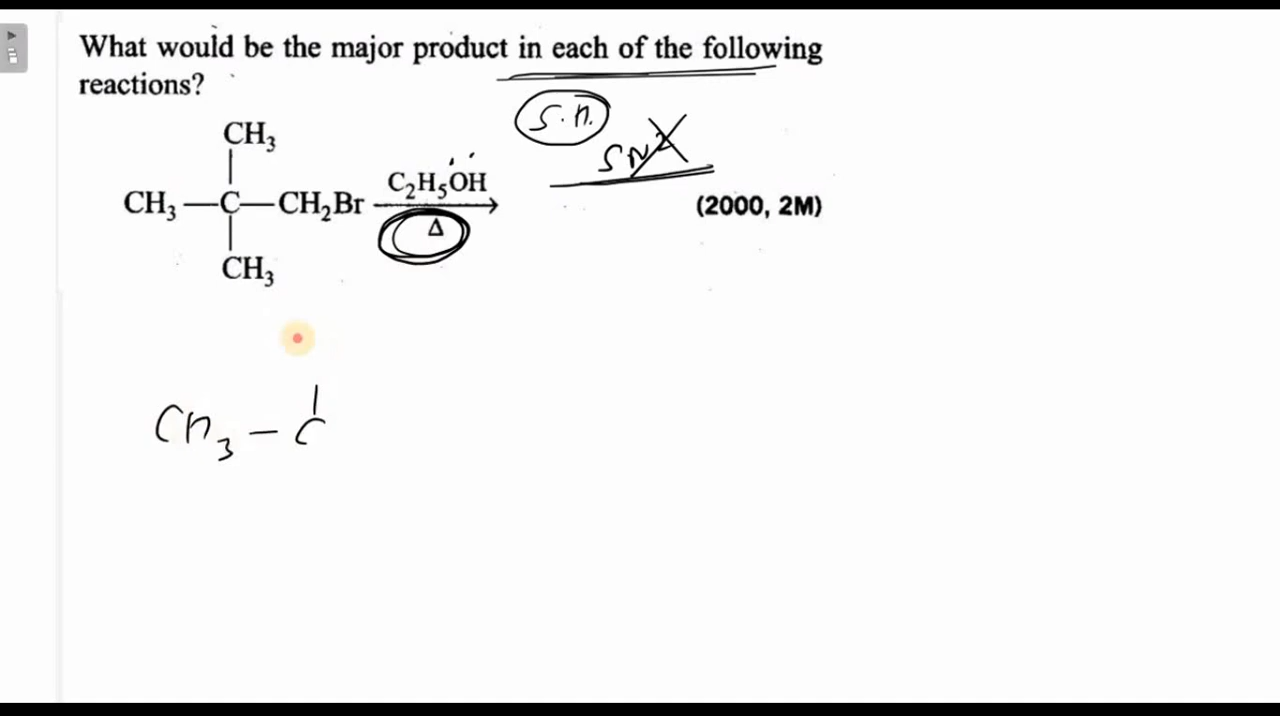 What would be the major product in each of the following
reactions?
S.n.
SN2
CH₃
CH₃—C—CH₂Br C₂H₅OH
Δ
(2000, 2M)
CH₃
CH₃ – C